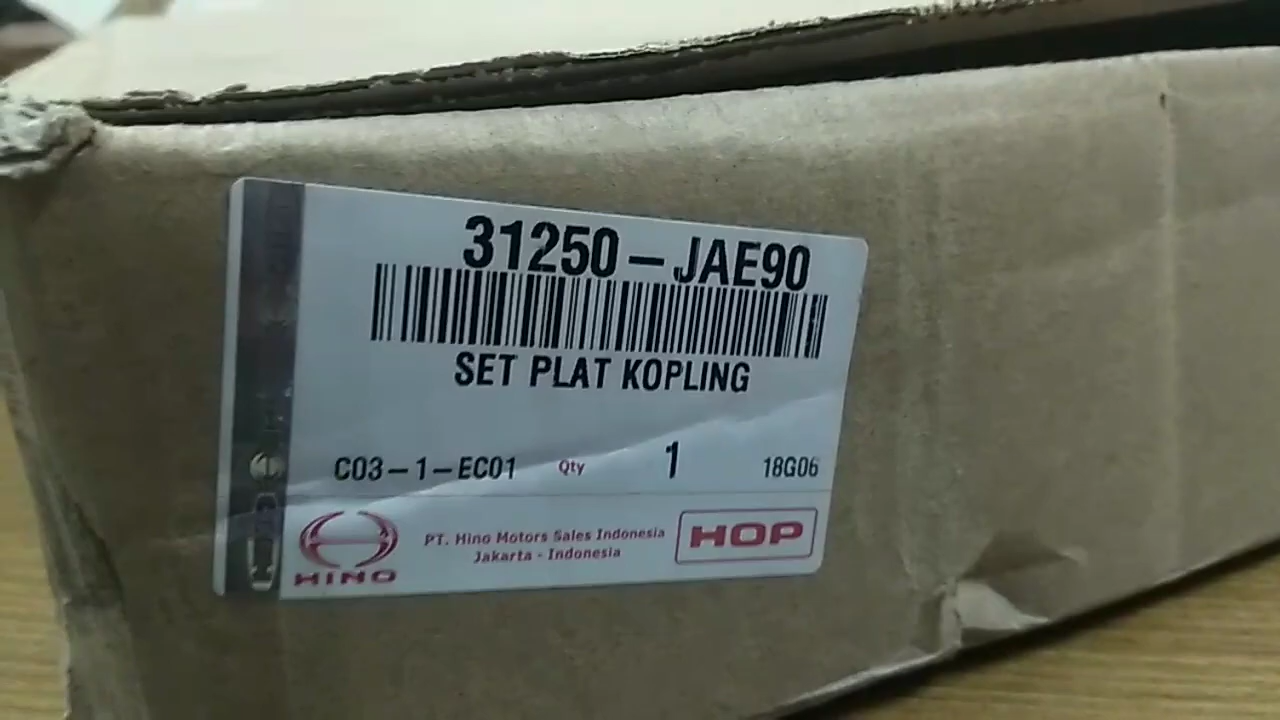 31250-JAE90
SET PLAT KOPLING
C03-1-EC01 Qty 1 18G06
HINO
PT. Hino Motors Sales Indonesia
Jakarta - Indonesia
HOP